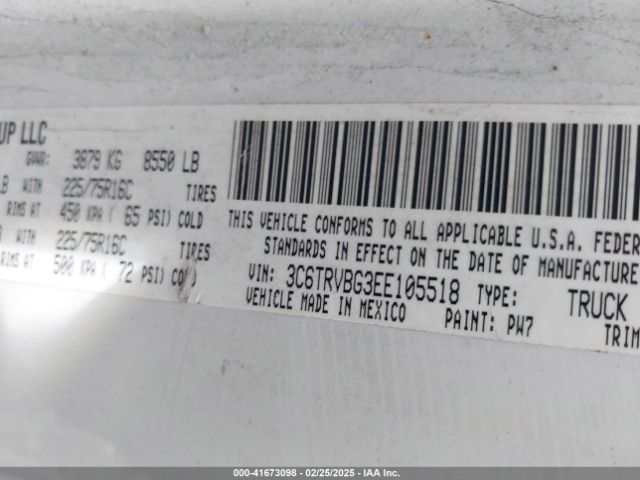 UP LLC
GVWR: 3879 KG 8550 LB
LB WITH 225/75R16C TIRES
RIMS AT 450 KPA ( 65 PSI) COLD
WITH 225/75R16C TIRES
RIMS AT 500 KPA ( 72 PSI)
THIS VEHICLE CONFORMS TO ALL APPLICABLE U.S.A. FEDER
STANDARDS IN EFFECT ON THE DATE OF MANUFACTURE
VIN: 3C6TRVBG3EE105518 TYPE: TRUCK
VEHICLE MADE IN MEXICO PAINT: PW7 TRIM
000-41673098 - 02/25/2025 - IAA Inc.